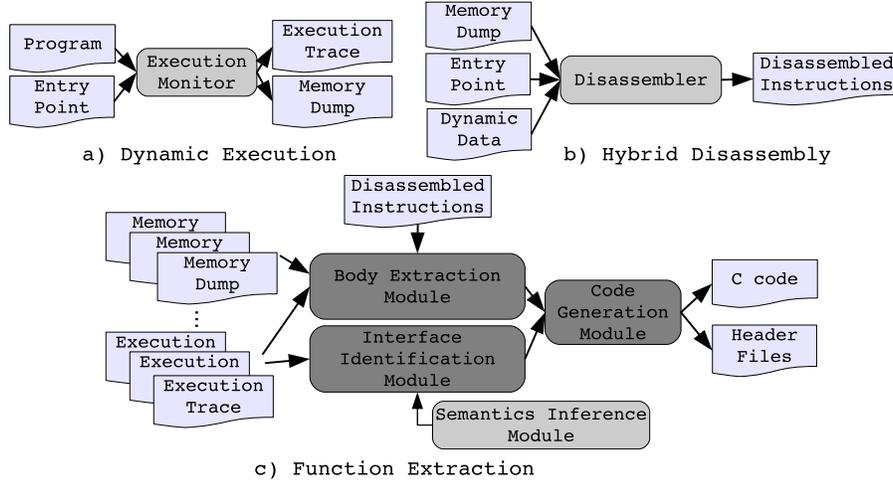 Program
Entry
Point
Execution
Monitor
Execution
Trace
Memory
Dump
a) Dynamic Execution
Memory
Dump
Entry
Point
Dynamic
Data
Disassembler
Disassembled
Instructions
b) Hybrid Disassembly
Disassembled
Instructions
Memory
Memory
Memory
Dump
...
Execution
Execution
Execution
Trace
Body Extraction
Module
Interface
Identification
Module
Semantics Inference
Module
Code
Generation
Module
C code
Header
Files
c) Function Extraction